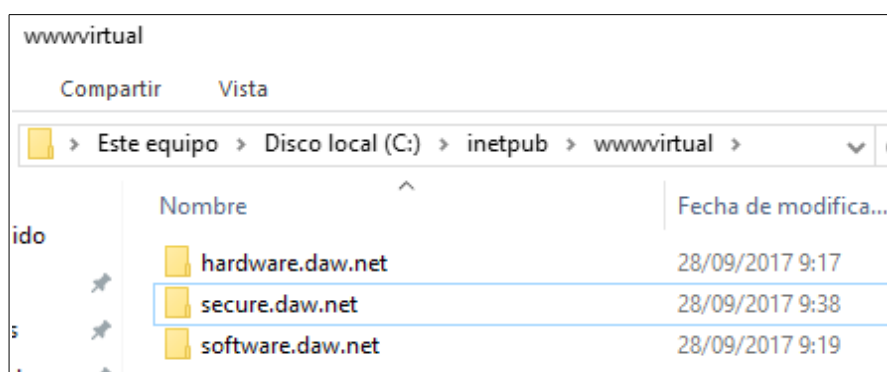 wwwvirtual
Compartir Vista
Este equipo > Disco local (C:) > inetpub > wwwvirtual >
Nombre Fecha de modifica...
ido
hardware.daw.net 28/09/2017 9:17
secure.daw.net 28/09/2017 9:38
s
software.daw.net 28/09/2017 9:19